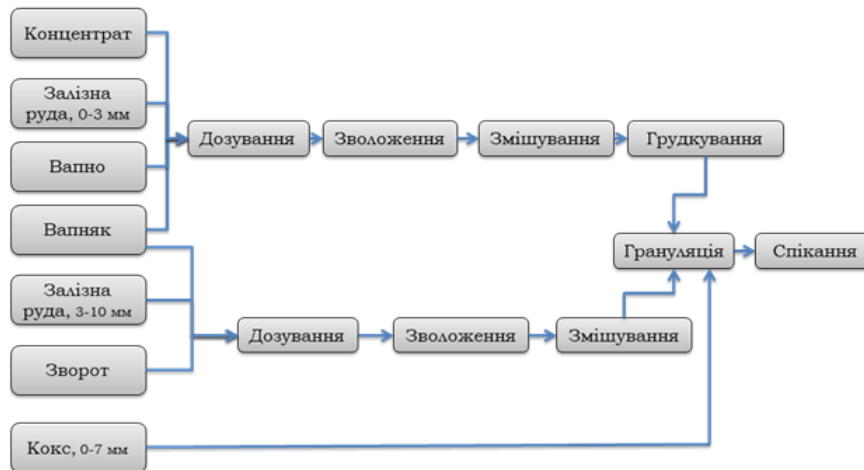 Концентрат
Залізна
руда, 0-3 мм
Вапно
Вапняк
Залізна
руда, 3-10 мм
Зворот
Кокс, 0-7 мм
Дозування
Зволоження
Змішування
Грудкування
Грануляція
Спікання
Дозування
Зволоження
Змішування